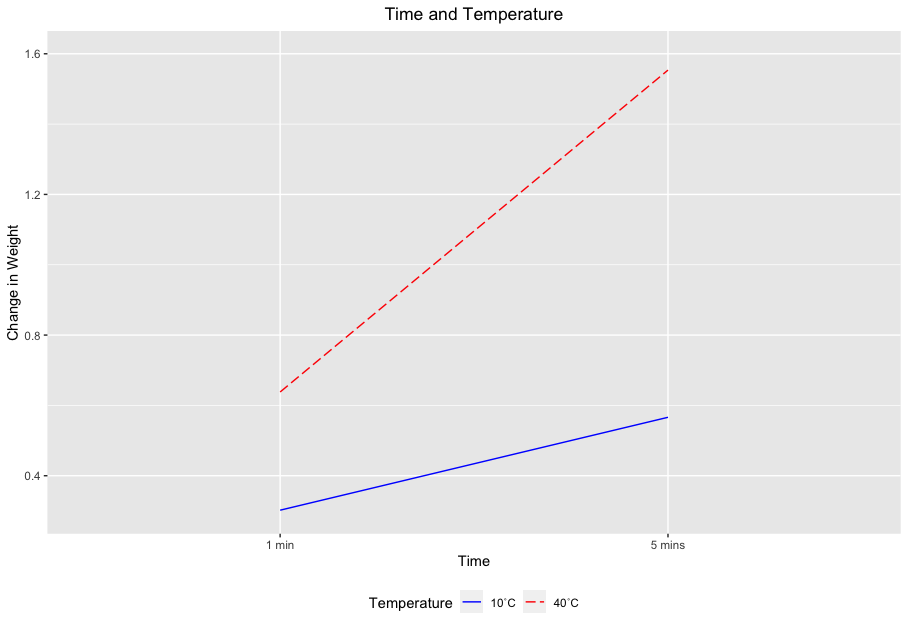 Time and Temperature
1.6
1.2
0.8
0.4
Change in Weight
1 min
5 mins
Time
Temperature
10°C
40°C